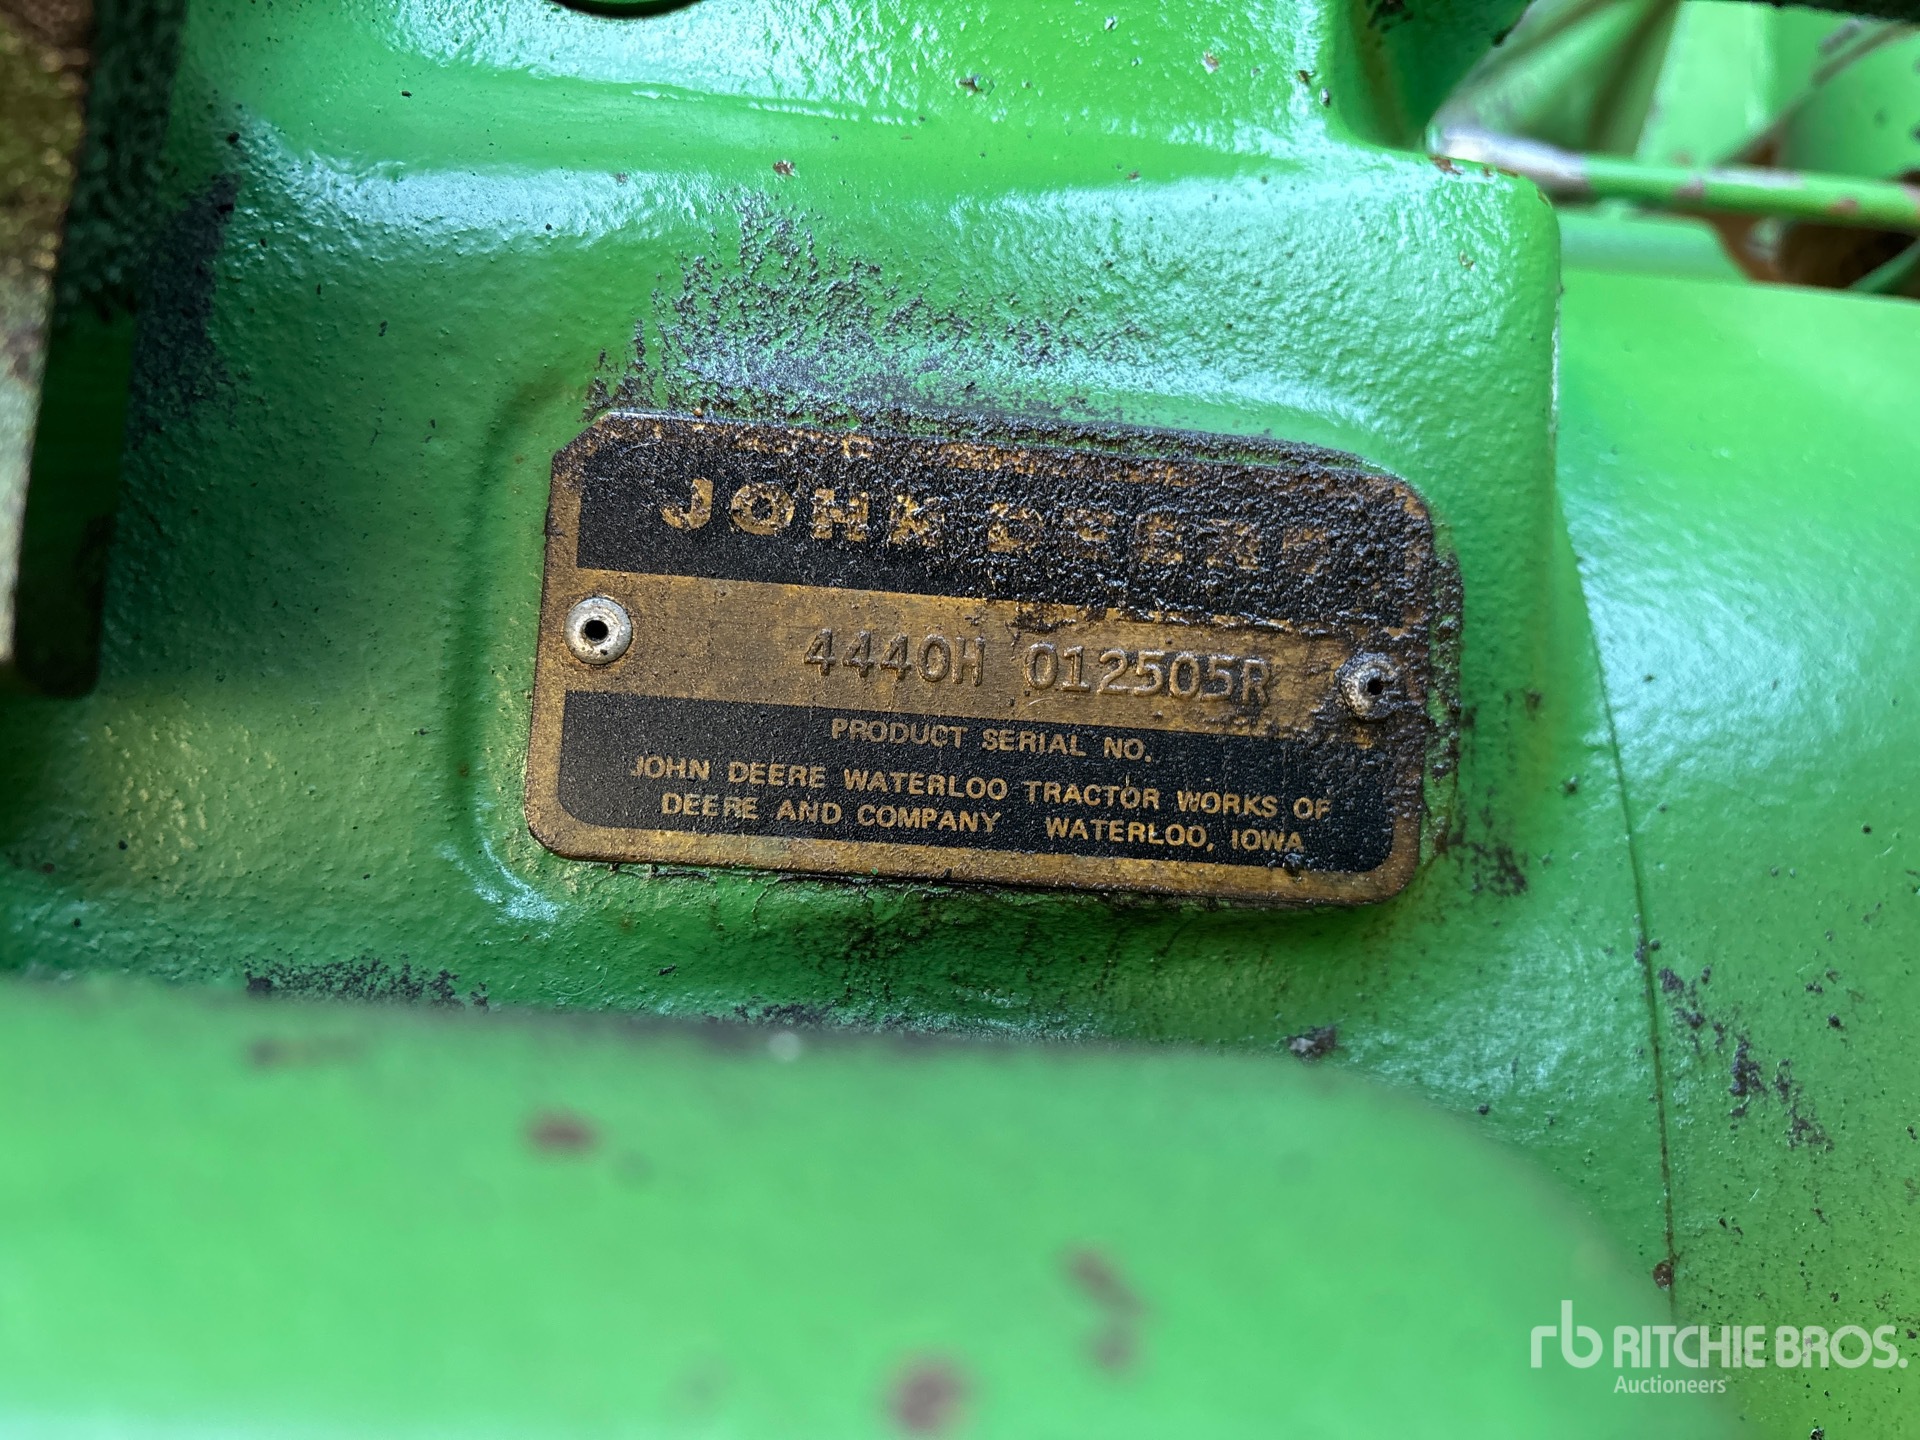 JOHN DEERE
4440H 012505R
PRODUCT SERIAL NO.
JOHN DEERE WATERLOO TRACTOR WORKS OF
DEERE AND COMPANY WATERLOO, IOWA
rb RITCHIE BROS.
Auctioneers